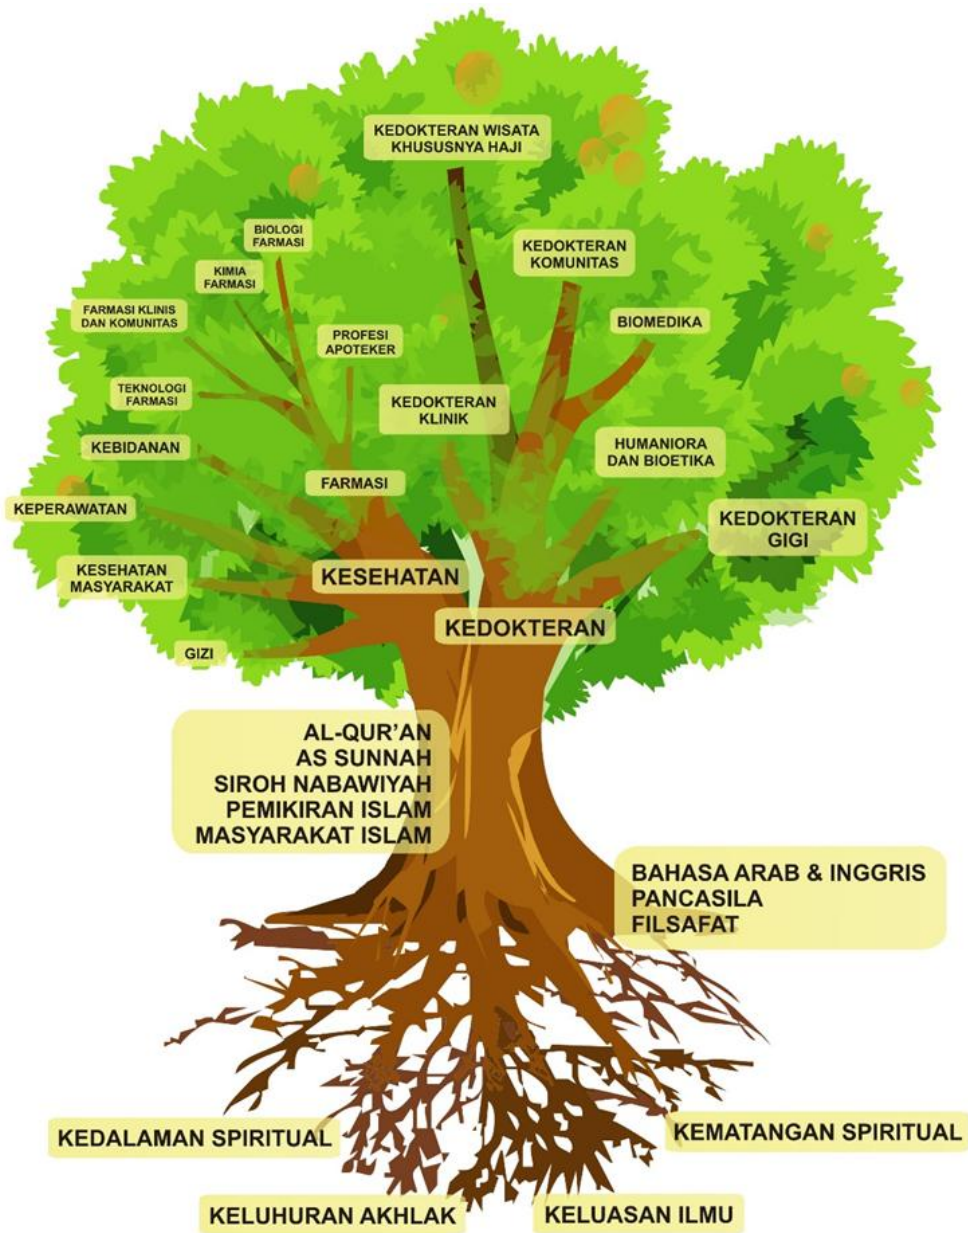 KEDOKTERAN WISATA
KHUSUSNYA HAJI
BIOLOGI
FARMASI
KEDOKTERAN
KOMUNITAS
KIMIA
FARMASI
FARMASI KLINIS
DAN KOMUNITAS
BIOMEDIKA
PROFESI
APOTEKER
TEKNOLOGI
FARMASI
KEDOKTERAN
KLINIK
KEBIDANAN
HUMANIORA
DAN BIOETIKA
FARMASI
KEPERAWATAN
KEDOKTERAN
GIGI
KESEHATAN
MASYARAKAT
KESEHATAN
KEDOKTERAN
GIZI
AL-QUR’AN
AS SUNNAH
SIROH NABAWIYAH
PEMIKIRAN ISLAM
MASYARAKAT ISLAM
BAHASA ARAB & INGGRIS
PANCASILA
FILSAFAT
KEDALAMAN SPIRITUAL
KEMATANGAN SPIRITUAL
KELUHURAN AKHLAK
KELUASAN ILMU